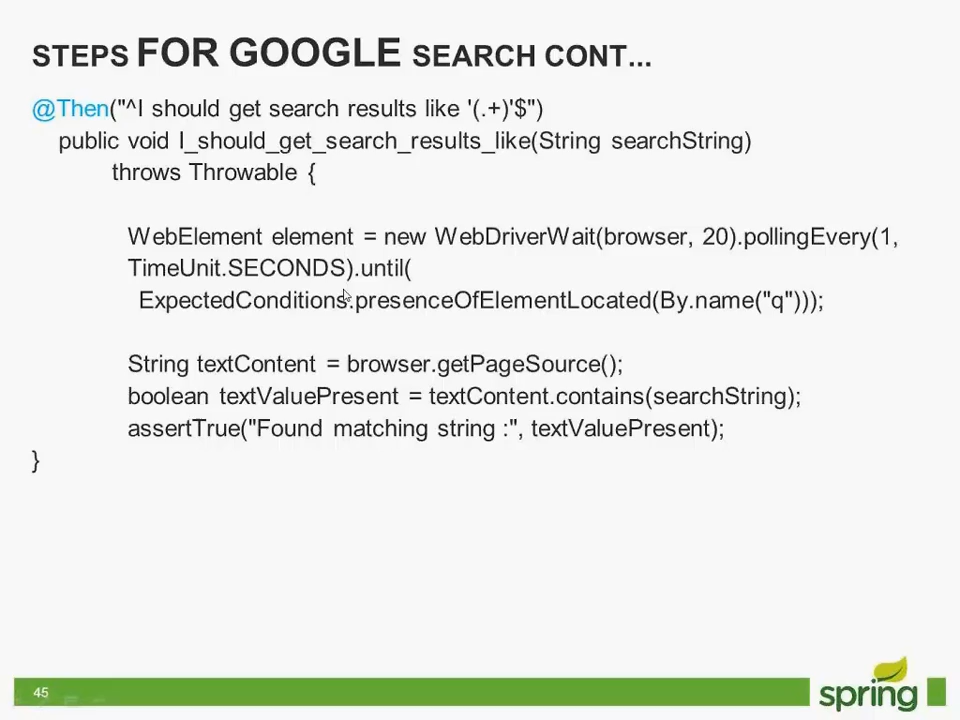 STEPS FOR GOOGLE SEARCH CONT...
@Then("^I should get search results like '(.+)'$")
public void I_should_get_search_results_like(String searchString)
throws Throwable {
WebElement element = new WebDriverWait(browser, 20).pollingEvery(1,
TimeUnit.SECONDS).until(
ExpectedConditions.presenceOfElementLocated(By.name("q")));
String textContent = browser.getPageSource();
boolean textValuePresent = textContent.contains(searchString);
assertTrue("Found matching string :", textValuePresent);
}
45
spring